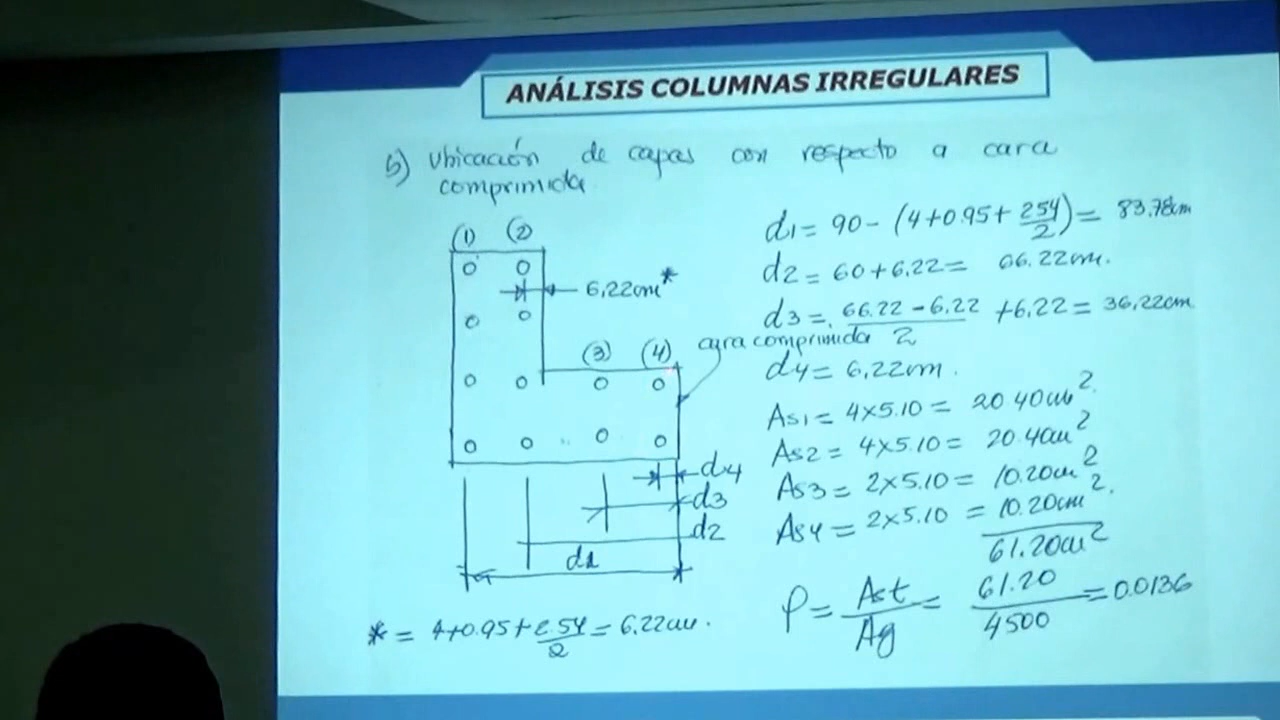 ANÁLISIS COLUMNAS IRREGULARES
b) Ubicación de capas con respecto a cara
comprimida
(1) (2)
6,22cm*
(3) (4)
cara comprimida
d4
d3
d2
d1
* = 4+0.95+2.54/2 = 6,22cm.
d1 = 90 - (4+0.95+254/2) = 83.78cm
d2 = 60+6.22 = 66.22cm.
d3 = 66.22-6.22/2 +6.22 = 36,22cm
d4 = 6,22cm.
As1 = 4x5.10 = 20.40cm²
As2 = 4x5.10 = 20.4cm²
As3 = 2x5.10 = 10.20cm²
As4 = 2x5.10 = 10.20cm².
61.20cm²
ρ = Ast/Ag = 61.20/4500 = 0.0136